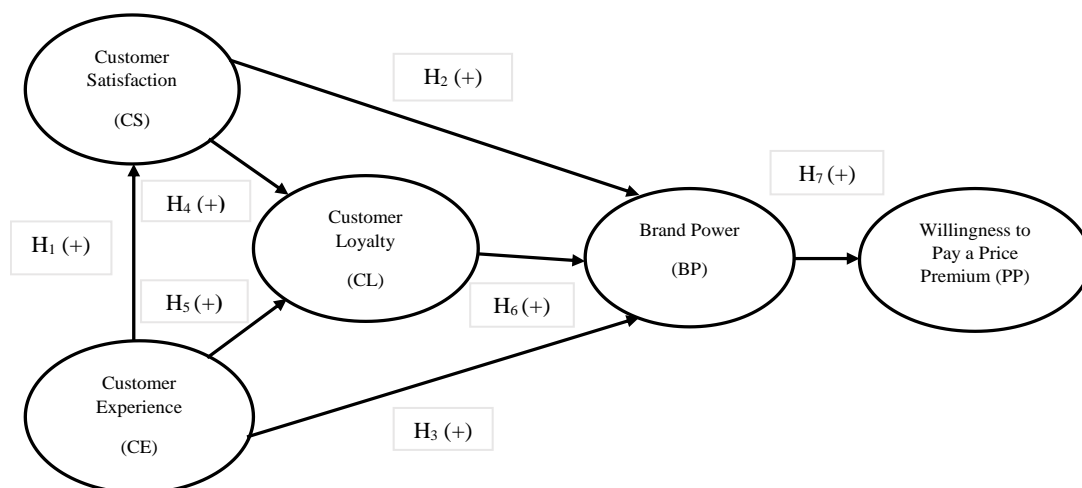 Customer
Satisfaction
(CS)
H₂ (+)
H₇ (+)
H₄ (+)
Customer
Loyalty
(CL)
Brand Power
(BP)
Willingness to
Pay a Price
Premium (PP)
H₁ (+)
H₅ (+)
H₆ (+)
Customer
Experience
(CE)
H₃ (+)